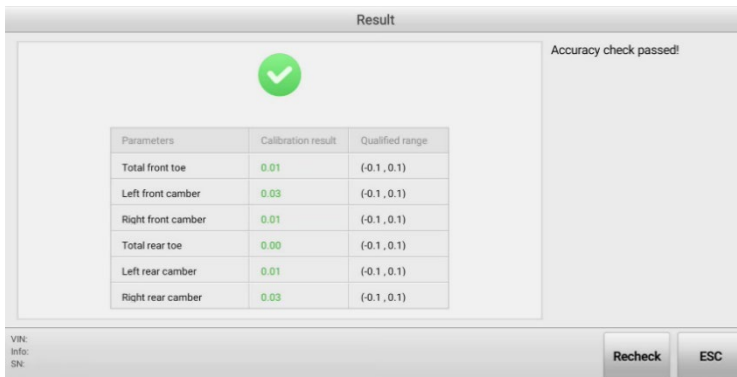 Result
Accuracy check passed!
Parameters Calibration result Qualified range
Total front toe 0.01 (-0.1 , 0.1)
Left front camber 0.03 (-0.1 , 0.1)
Right front camber 0.01 (-0.1 , 0.1)
Total rear toe 0.00 (-0.1 , 0.1)
Left rear camber 0.01 (-0.1 , 0.1)
Right rear camber 0.03 (-0.1 , 0.1)
VIN:
Info:
SN:
Recheck ESC